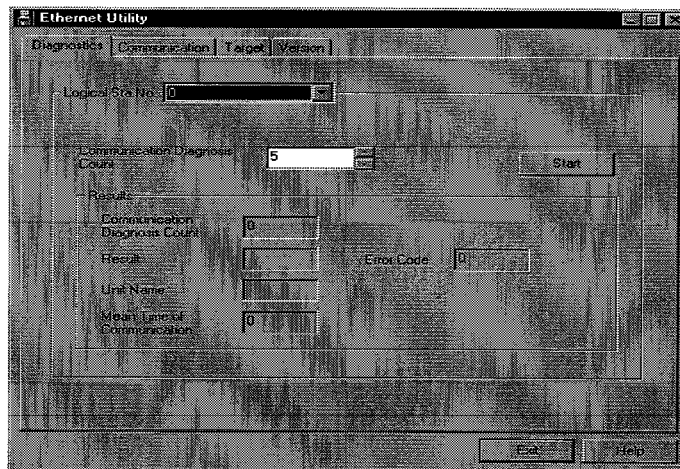 Ethernet Utility
Diagnostics Communication Target Version
Logical Sta.No. 0
Communication Diagnosis
Count
5
Start
Results
Communication
Diagnosis Count
0
Result
Error Code
0
Unit Name
Mean Time of
Communication
0
Exit Help